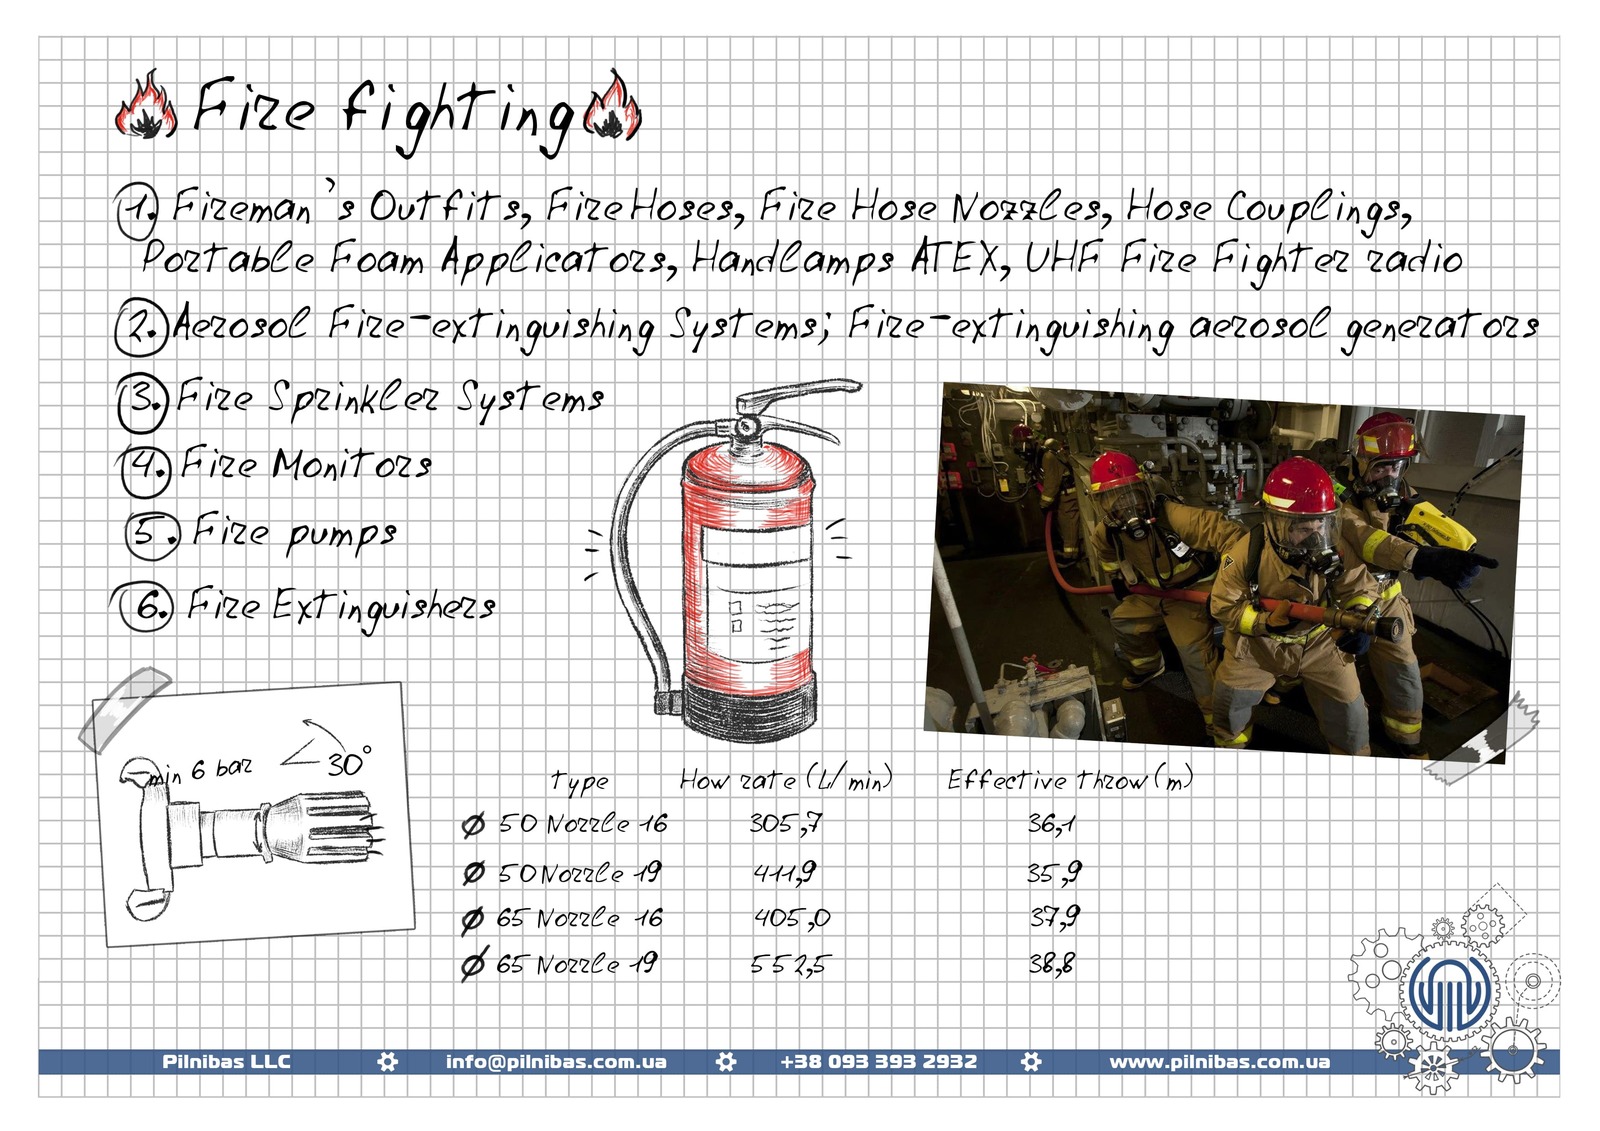 Fire fighting
1. Fireman's Outfits, Fire Hoses, Fire Hose Nozzles, Hose Couplings,
Portable Foam Applicators, Handlamps ATEX, UHF Fire Fighter radio
2. Aerosol Fire-extinguishing Systems; Fire-extinguishing aerosol generators
3. Fire Sprinkler Systems
4. Fire Monitors
5. Fire pumps
6. Fire Extinguishers
min 6 bar 30°
Type How rate (L/min) Effective throw (m)
Ø 50 Nozzle 16 305,7 36,1
Ø 50 Nozzle 19 411,9 35,9
Ø 65 Nozzle 16 405,0 37,9
Ø 65 Nozzle 19 552,5 38,8
Pilnibas LLC info@pilnibas.com.ua +38 093 393 2932 www.pilnibas.com.ua